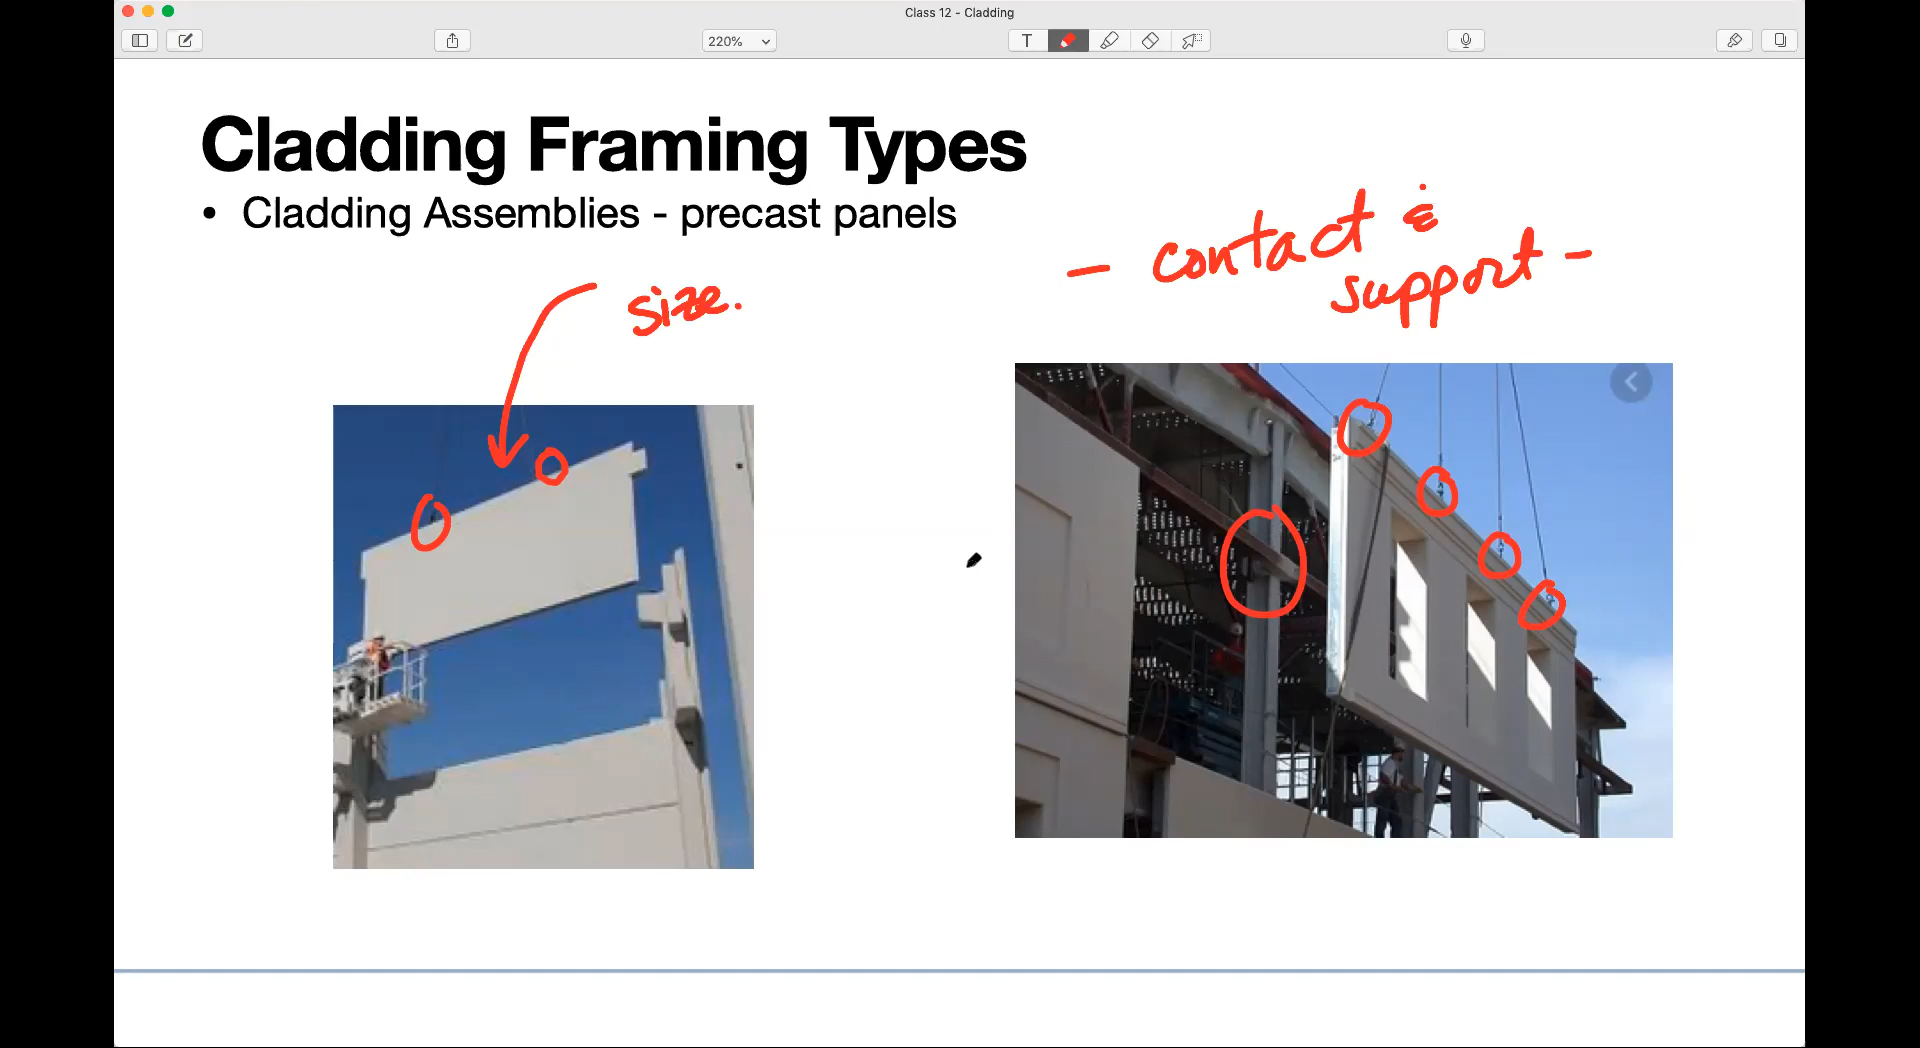 Class 12 - Cladding
220%
T
Cladding Framing Types
• Cladding Assemblies - precast panels
- contact &
support -
size.